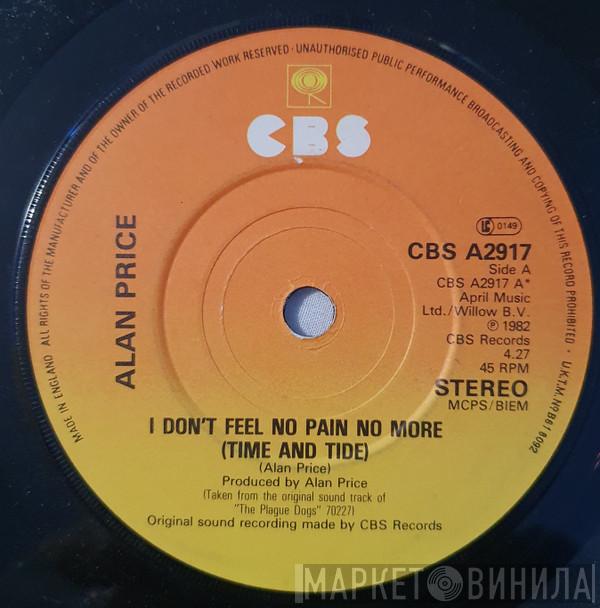 MADE IN ENGLAND · ALL RIGHTS OF THE MANUFACTURER AND OF THE OWNER OF THE RECORDED WORK RESERVED · UNAUTHORISED PUBLIC PERFORMANCE BROADCASTING AND COPYING OF THIS RECORD PROHIBITED · U.K.T.M. Nº B618092
CBS
ALAN PRICE
LC 0149
CBS A2917
Side A
CBS A2917 A*
April Music
Ltd./Willow B.V.
℗ 1982
CBS Records
4.27
45 RPM
STEREO
MCPS/BIEM
I DON'T FEEL NO PAIN NO MORE
(TIME AND TIDE)
(Alan Price)
Produced by Alan Price
(Taken from the original sound track of
"The Plague Dogs" 70227)
Original sound recording made by CBS Records
МАРКЕТ ВИНИЛА